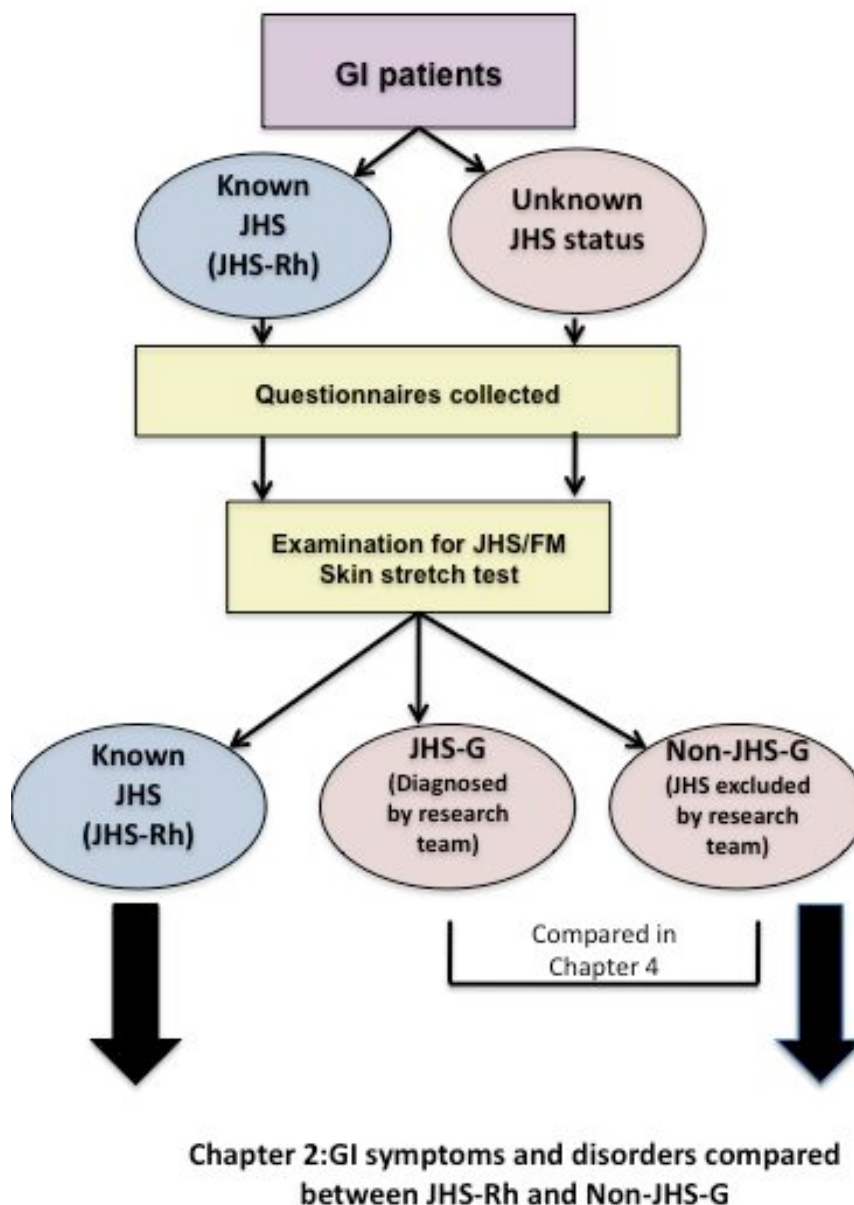 GI patients
Known
JHS
(JHS-Rh)
Unknown
JHS status
Questionnaires collected
Examination for JHS/FM
Skin stretch test
Known
JHS
(JHS-Rh)
JHS-G
(Diagnosed
by research
team)
Non-JHS-G
(JHS excluded
by research
team)
Compared in
Chapter 4
Chapter 2:GI symptoms and disorders compared
between JHS-Rh and Non-JHS-G